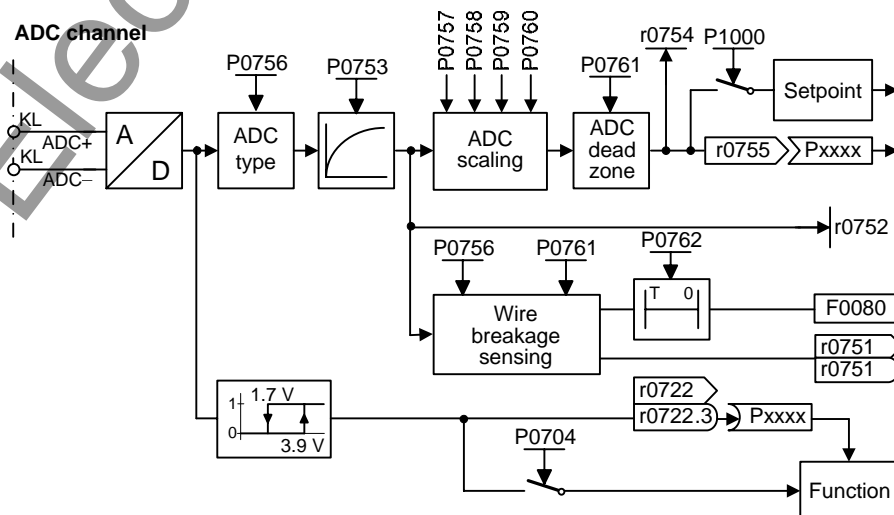 ADC channel
P0757
P0758
P0759
P0760
r0754
P1000
P0756
P0753
P0761
KL
ADC+
KL
ADC−
A
D
ADC
type
ADC
scaling
ADC
dead
zone
Setpoint
r0755
Pxxxx
r0752
P0756
P0761
P0762
Wire
breakage
sensing
T 0
F0080
r0751
r0751
1.7 V
1
0
3.9 V
r0722
r0722.3
Pxxxx
P0704
Function
Elec